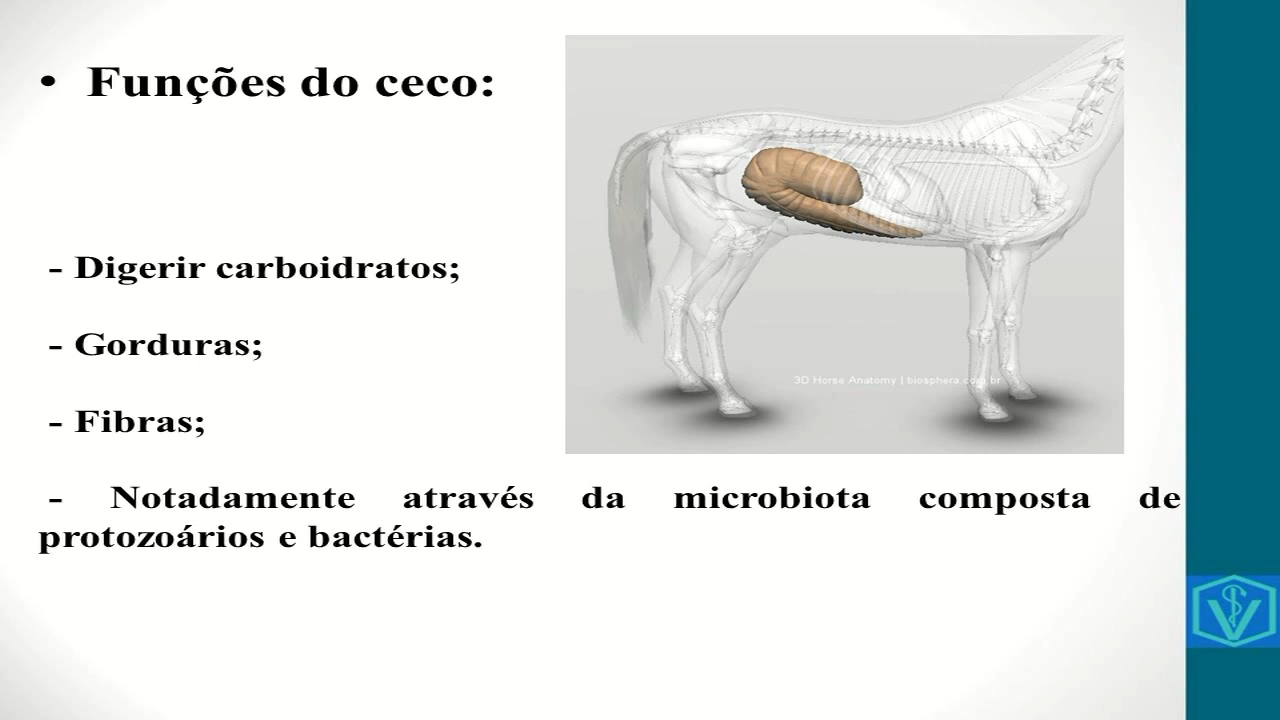 • Funções do ceco:
3D Horse Anatomy | biosphera.com.br
- Digerir carboidratos;
- Gorduras;
- Fibras;
- Notadamente através da microbiota composta de
protozoários e bactérias.
V